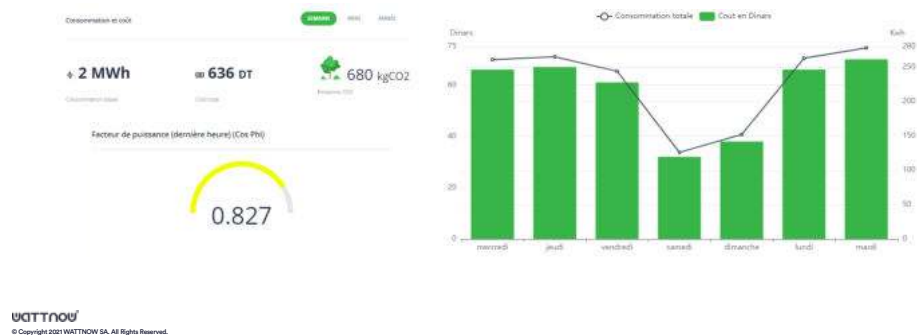 Consommation et coût
SEMAINE MOIS ANNÉE
2 MWh
636 DT
680 kgCO2
Consommation totale
Coût total
Facteur de puissance (dernière heure) (Cos Phi)
0.827
Consommation totale Cout en Dinars
Dinars
Kwh
75
60
40
20
0
280
250
200
150
100
50
0
mercredi jeudi vendredi samedi dimanche lundi mardi
WATTNOW
© Copyright 2021 WATTNOW SA. All Rights Reserved.